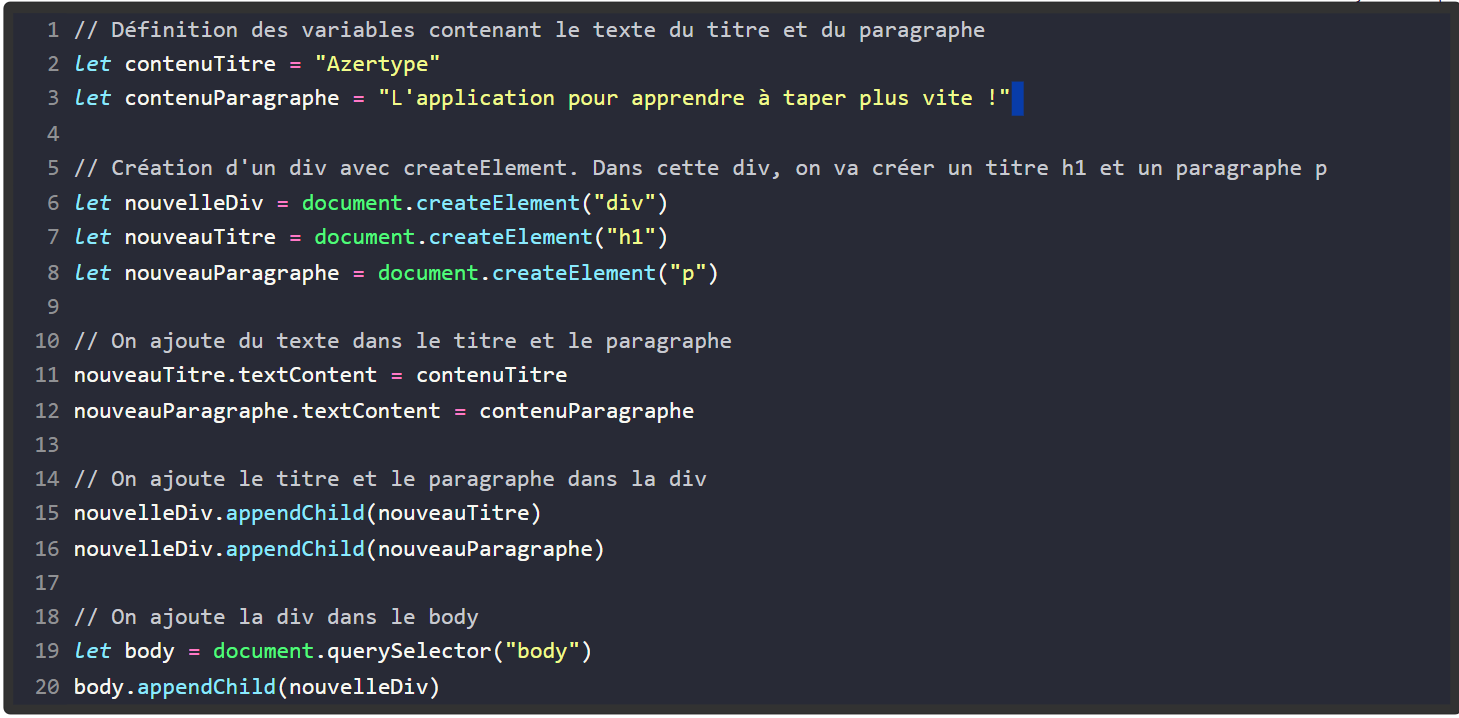 1 // Définition des variables contenant le texte du titre et du paragraphe
2 let contenuTitre = "Azertype"
3 let contenuParagraphe = "L'application pour apprendre à taper plus vite !"
4
5 // Création d'un div avec createElement. Dans cette div, on va créer un titre h1 et un paragraphe p
6 let nouvelleDiv = document.createElement("div")
7 let nouveauTitre = document.createElement("h1")
8 let nouveauParagraphe = document.createElement("p")
9
10 // On ajoute du texte dans le titre et le paragraphe
11 nouveauTitre.textContent = contenuTitre
12 nouveauParagraphe.textContent = contenuParagraphe
13
14 // On ajoute le titre et le paragraphe dans la div
15 nouvelleDiv.appendChild(nouveauTitre)
16 nouvelleDiv.appendChild(nouveauParagraphe)
17
18 // On ajoute la div dans le body
19 let body = document.querySelector("body")
20 body.appendChild(nouvelleDiv)